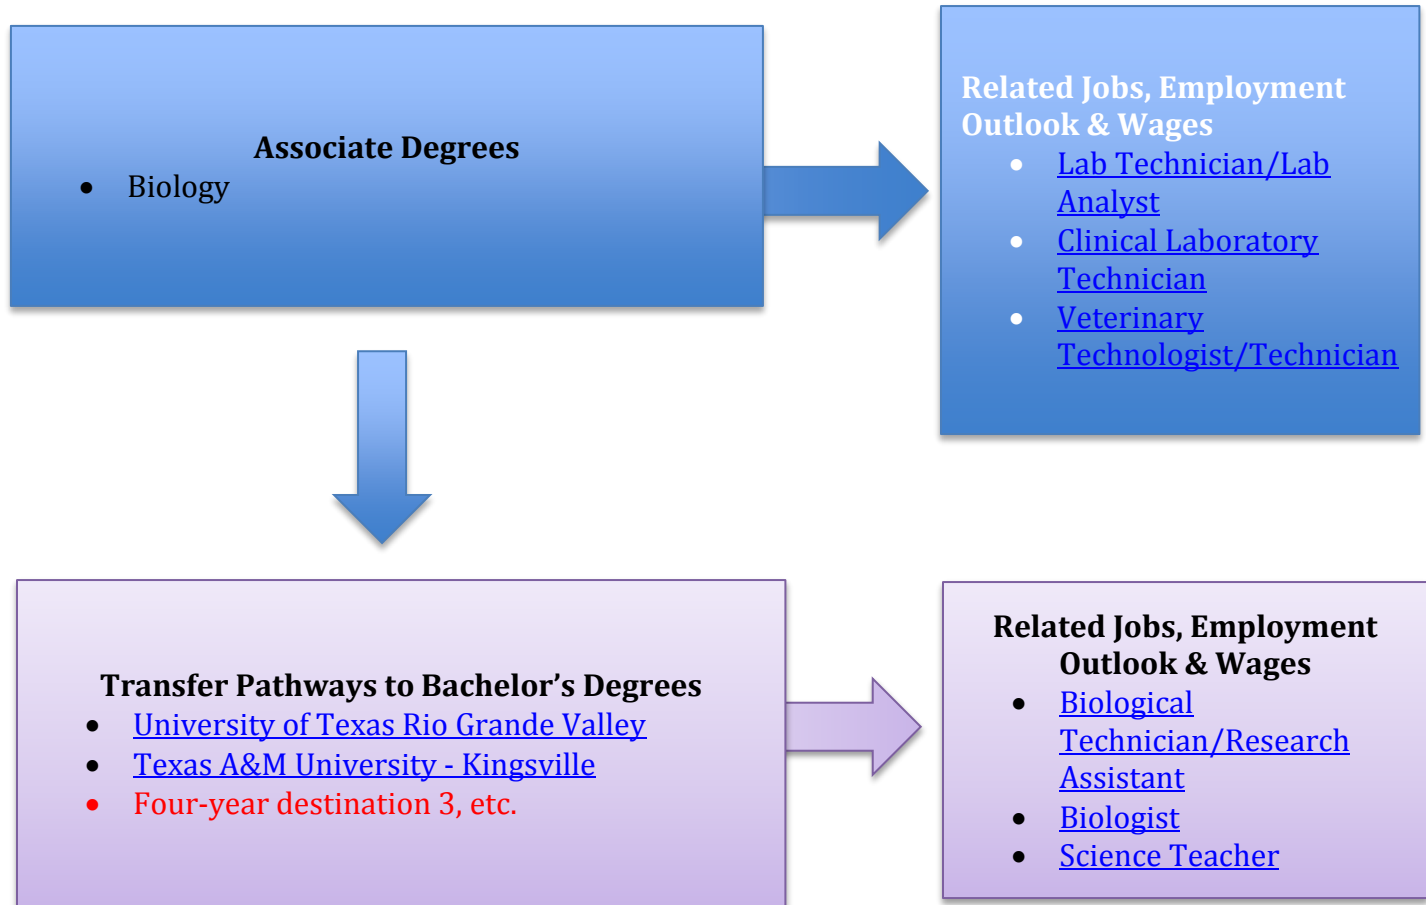 Associate Degrees
• Biology
Related Jobs, Employment
Outlook & Wages
• Lab Technician/Lab
Analyst
• Clinical Laboratory
Technician
• Veterinary
Technologist/Technician
Transfer Pathways to Bachelor’s Degrees
• University of Texas Rio Grande Valley
• Texas A&M University - Kingsville
• Four-year destination 3, etc.
Related Jobs, Employment
Outlook & Wages
• Biological
Technician/Research
Assistant
• Biologist
• Science Teacher